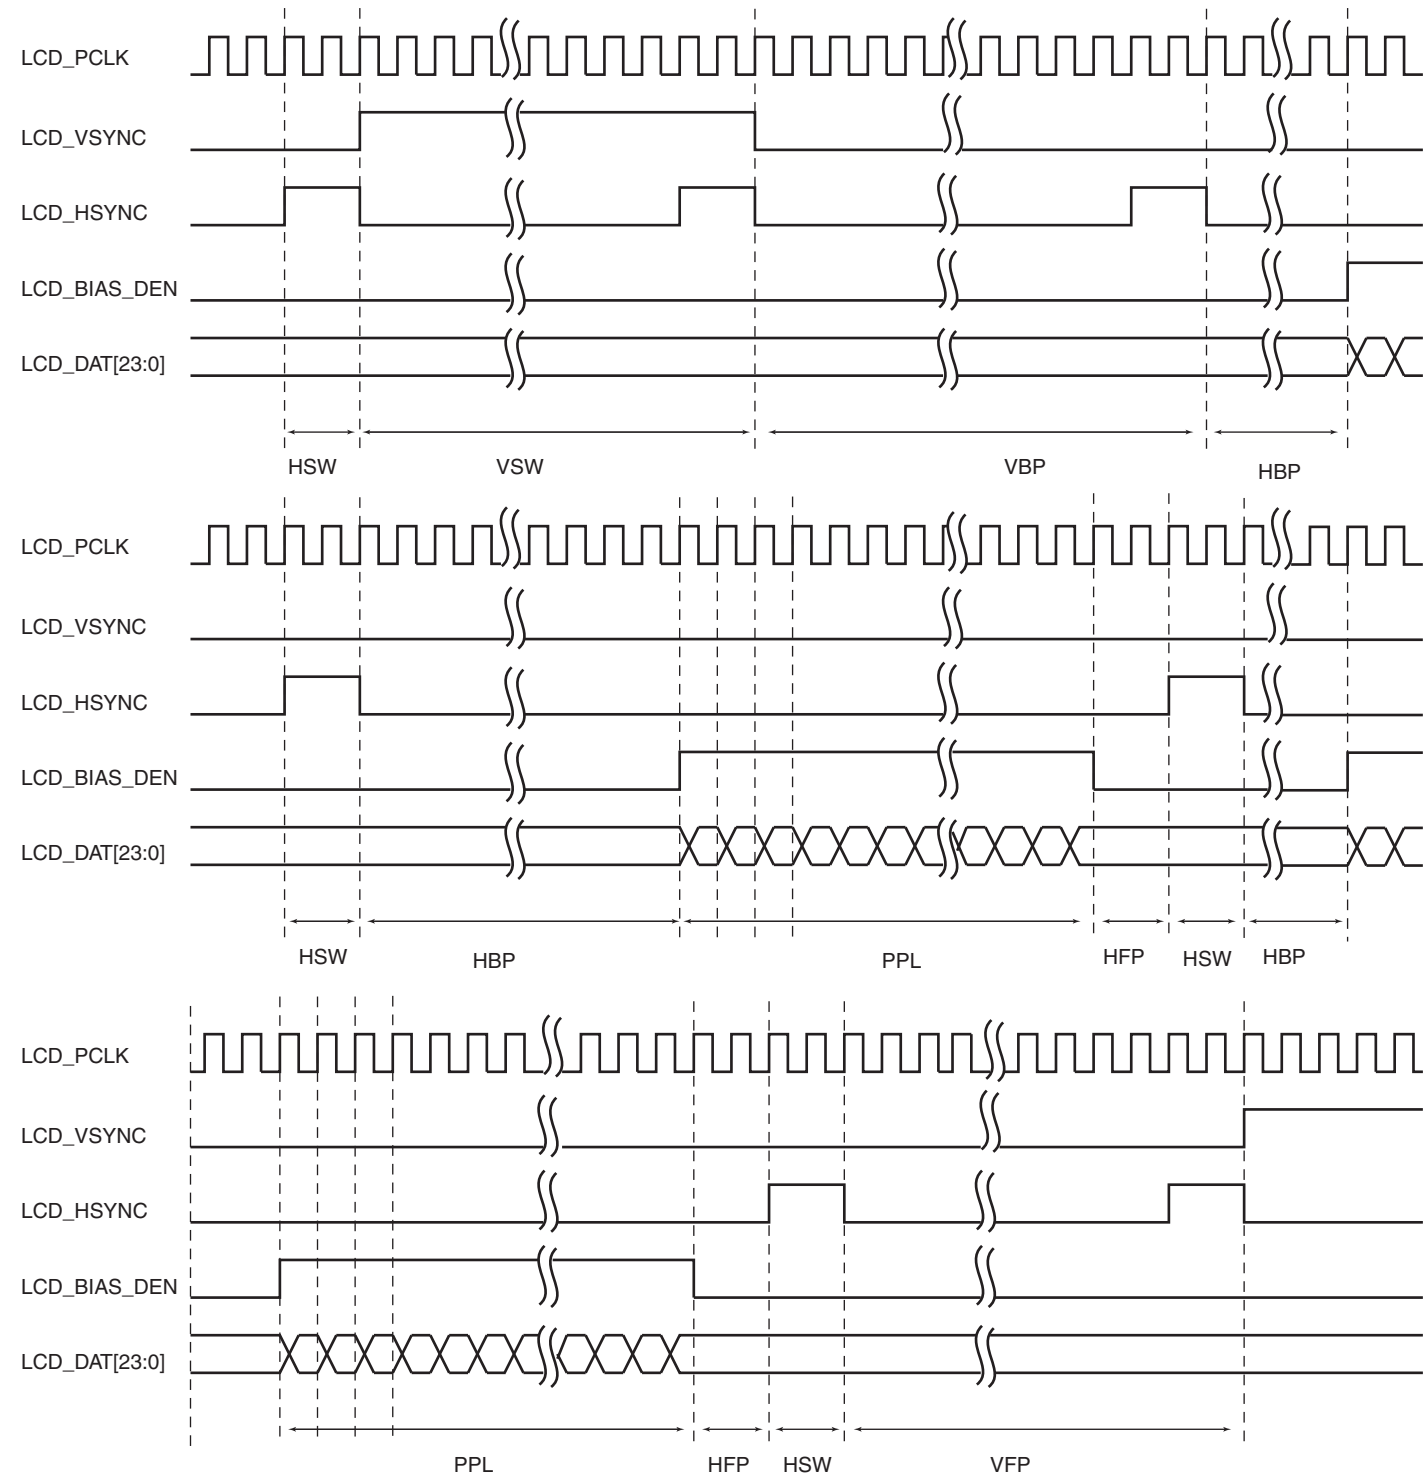 LCD_PCLK
LCD_VSYNC
LCD_HSYNC
LCD_BIAS_DEN
LCD_DAT[23:0]
HSW VSW VBP HBP
LCD_PCLK
LCD_VSYNC
LCD_HSYNC
LCD_BIAS_DEN
LCD_DAT[23:0]
HSW HBP PPL HFP HSW HBP
LCD_PCLK
LCD_VSYNC
LCD_HSYNC
LCD_BIAS_DEN
LCD_DAT[23:0]
PPL HFP HSW VFP